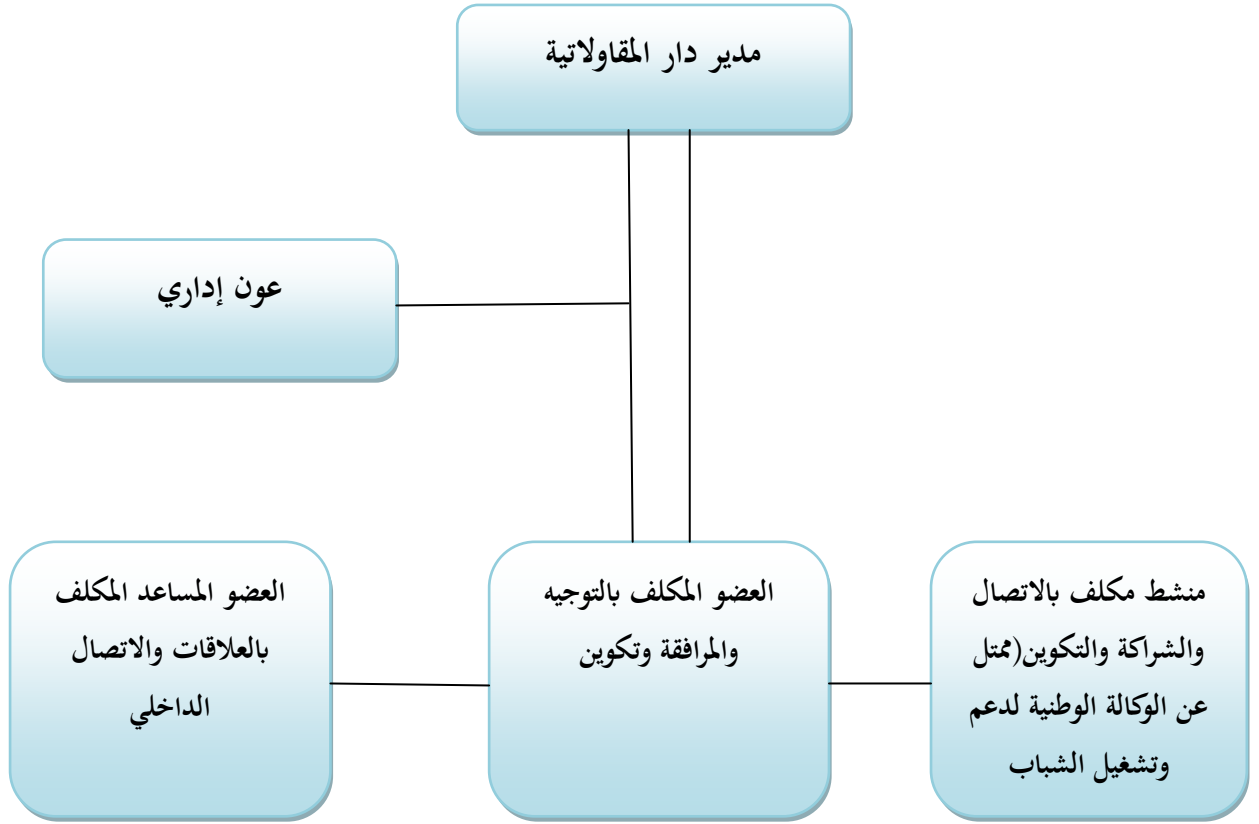 مدير دار المقاولاتية
عون إداري
منشط مكلف بالاتصال
والشراكة والتكوين(ممتل
عن الوكالة الوطنية لدعم
وتشغيل الشباب
العضو المكلف بالتوجيه
والمرافقة وتكوين
العضو المساعد المكلف
بالعلاقات والاتصال
الداخلي